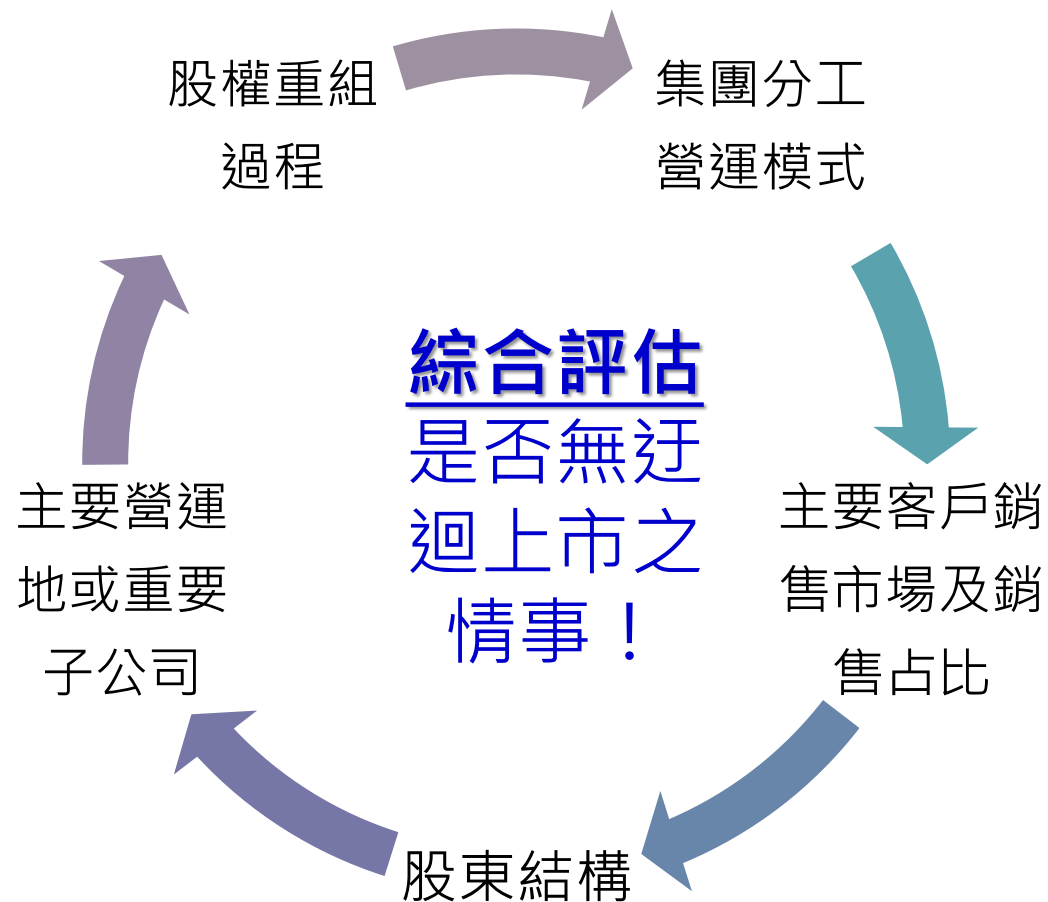 股權重組
過程
集團分工
營運模式
綜合評估
是否無迂
迴上市之
情事！
主要客戶銷
售市場及銷
售占比
股東結構
主要營運
地或重要
子公司